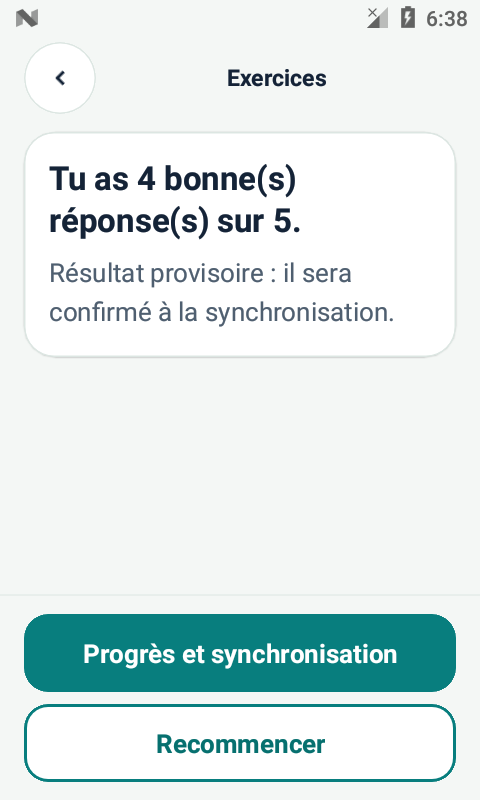 6:38
Exercices
Tu as 4 bonne(s)
réponse(s) sur 5.
Résultat provisoire : il sera
confirmé à la synchronisation.
Progrès et synchronisation
Recommencer